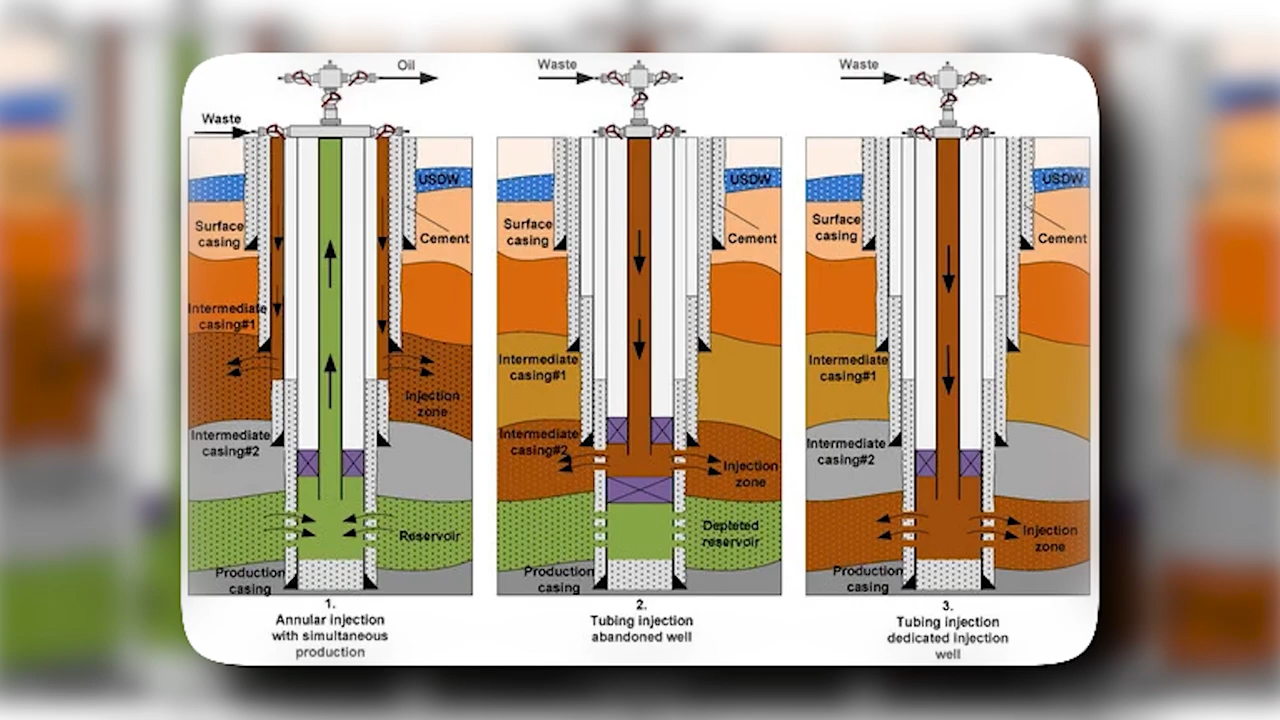 Oil
Waste
USDW
Surface
casing
Cement
Intermediate
casing#1
Injection
zone
Intermediate
casing#2
Reservoir
Production
casing
1.
Annular injection
with simultaneous
production
Waste
USDW
Surface
casing
Cement
Intermediate
casing#1
Intermediate
casing#2
Injection
zone
Depleted
reservoir
Production
casing
2.
Tubing injection
abandoned well
Waste
USDW
Surface
casing
Cement
Intermediate
casing#1
Intermediate
casing#2
Injection
zone
Production
casing
3.
Tubing injection
dedicated injection
well